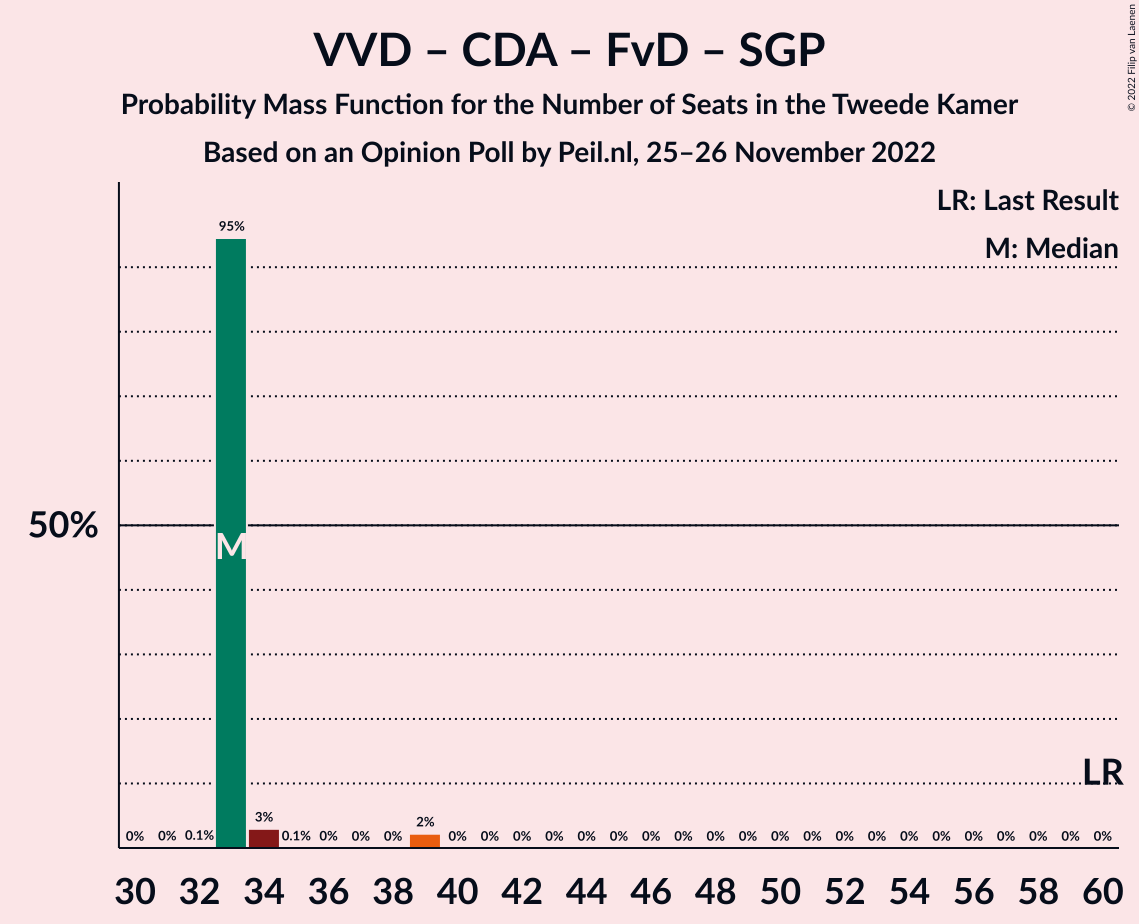 VVD – CDA – FvD – SGP
Probability Mass Function for the Number of Seats in the Tweede Kamer
Based on an Opinion Poll by Peil.nl, 25–26 November 2022
© 2022 Filip van Laenen
LR: Last Result
M: Median
95%
50%
M
LR
0% 0% 0.1% 3% 0.1% 0% 0% 0% 2% 0% 0% 0% 0% 0% 0% 0% 0% 0% 0% 0% 0% 0% 0% 0% 0% 0% 0% 0% 0% 0%
30 32 34 36 38 40 42 44 46 48 50 52 54 56 58 60